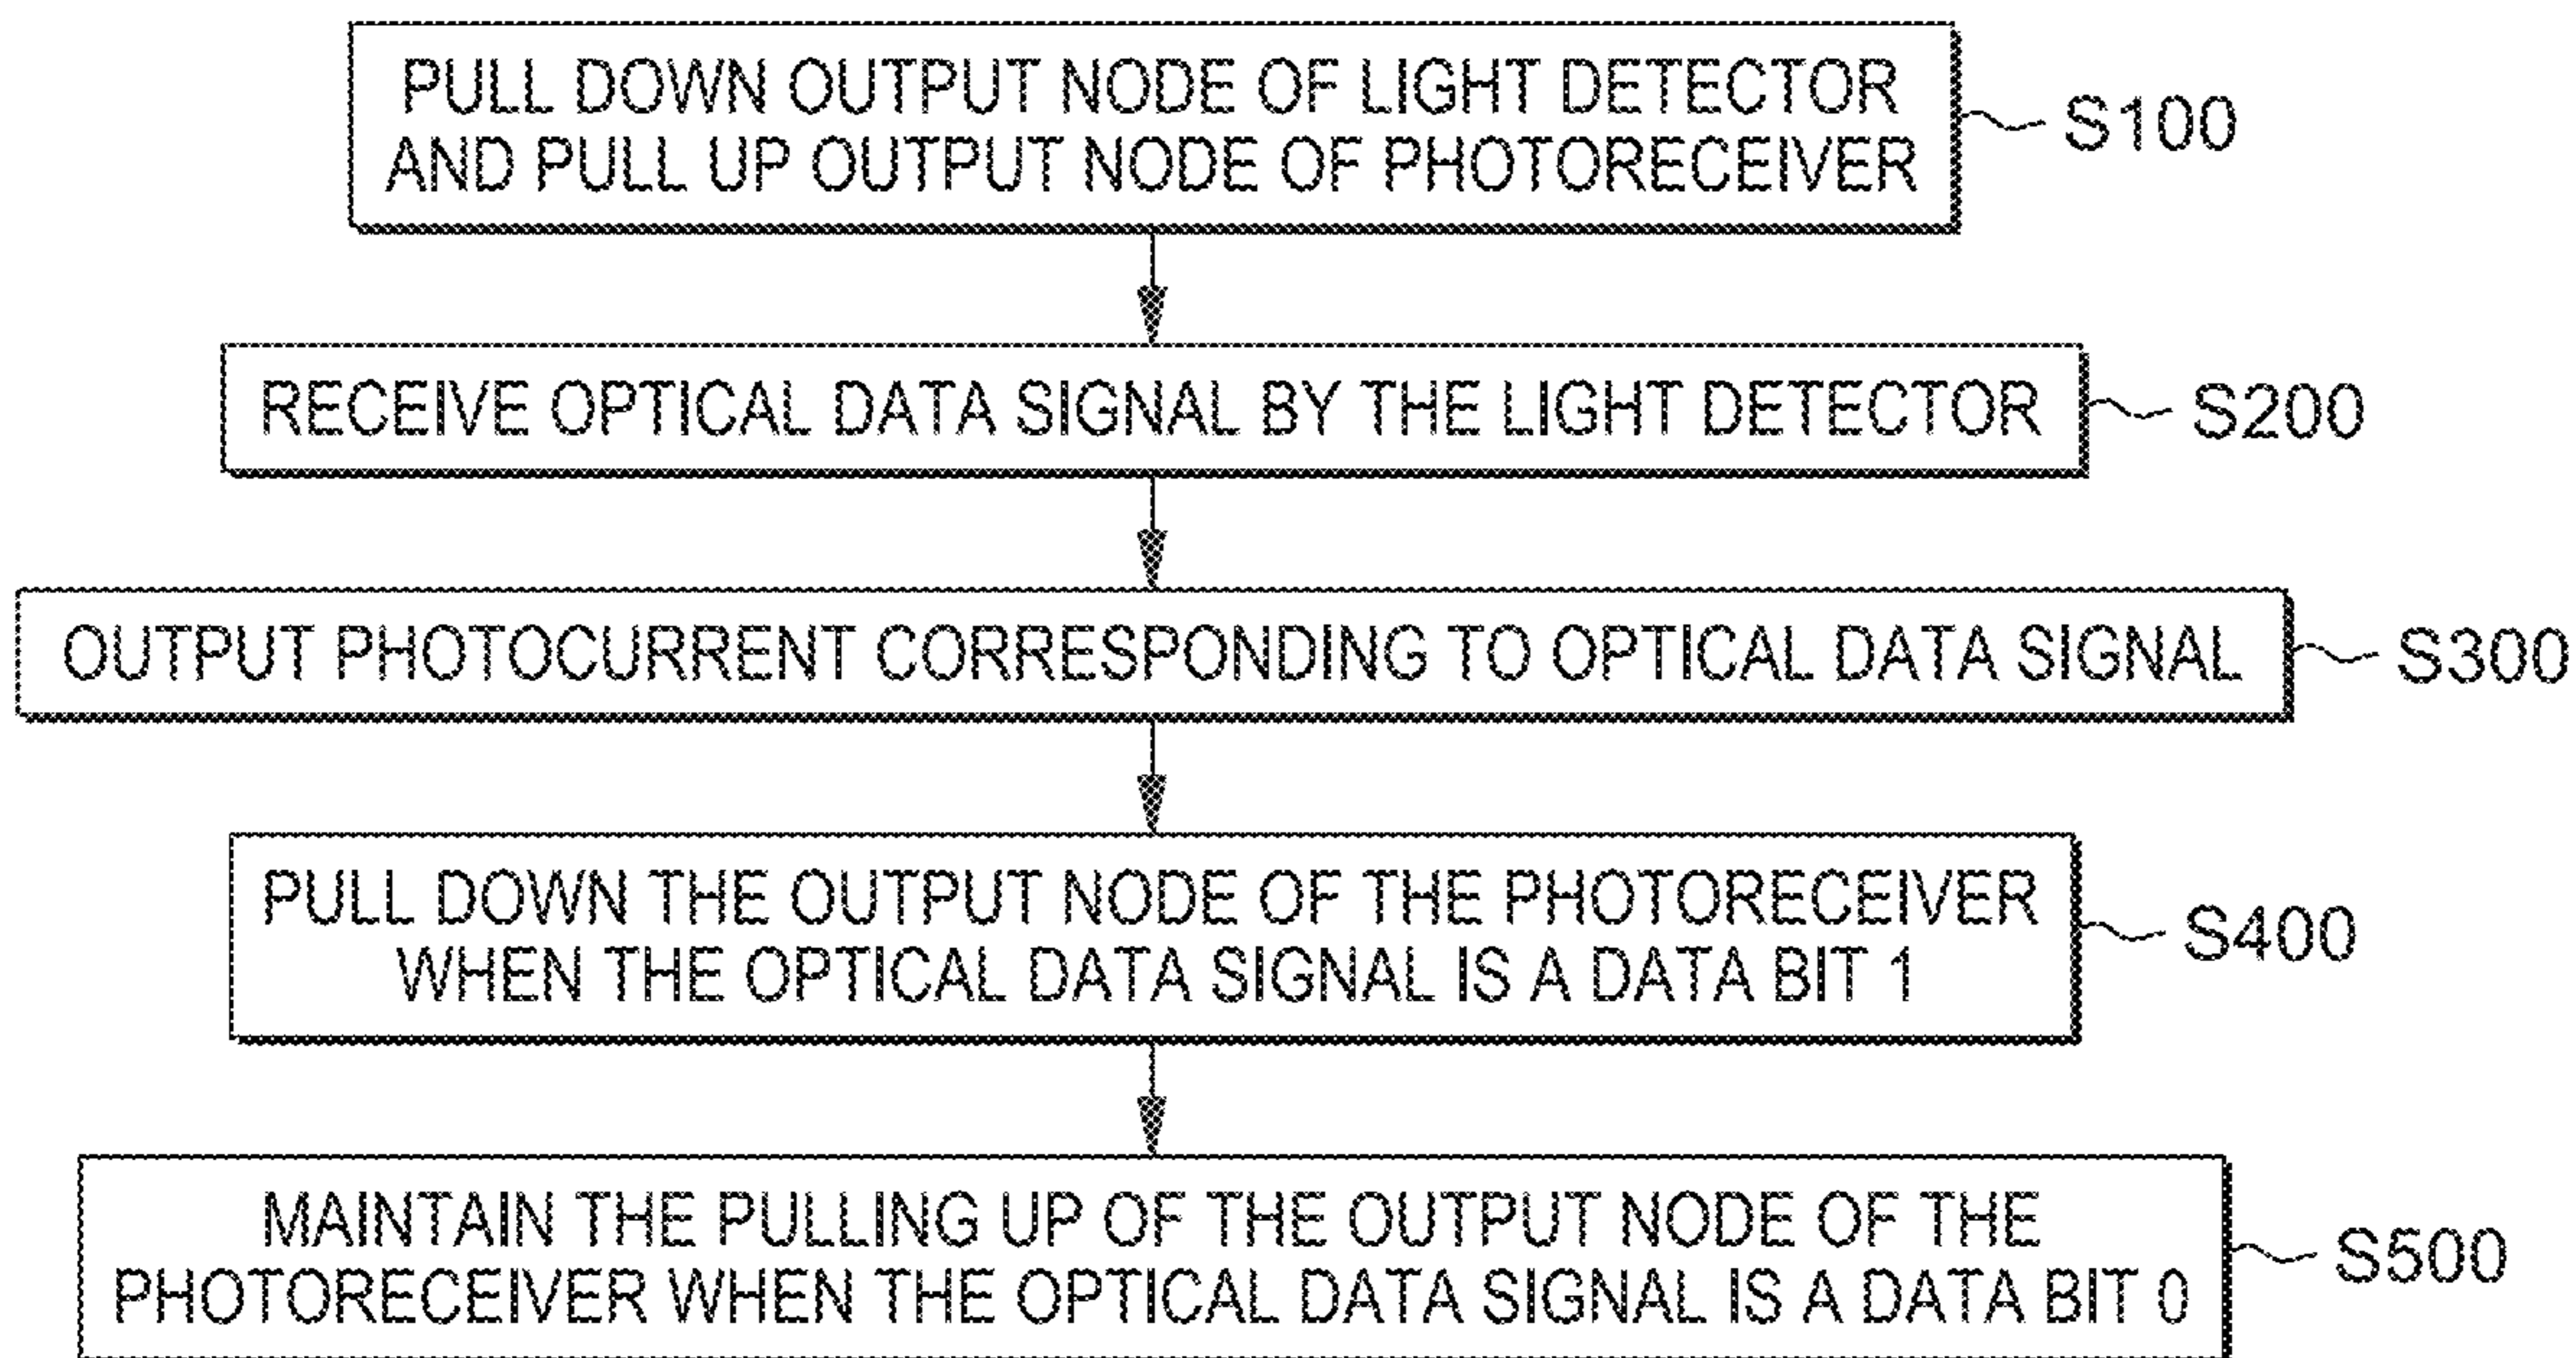 PULL DOWN OUTPUT NODE OF LIGHT DETECTOR
AND PULL UP OUTPUT NODE OF PHOTORECEIVER
S100
RECEIVE OPTICAL DATA SIGNAL BY THE LIGHT DETECTOR
S200
OUTPUT PHOTOCURRENT CORRESPONDING TO OPTICAL DATA SIGNAL
S300
PULL DOWN THE OUTPUT NODE OF THE PHOTORECEIVER
WHEN THE OPTICAL DATA SIGNAL IS A DATA BIT 1
S400
MAINTAIN THE PULLING UP OF THE OUTPUT NODE OF THE
PHOTORECEIVER WHEN THE OPTICAL DATA SIGNAL IS A DATA BIT 0
S500